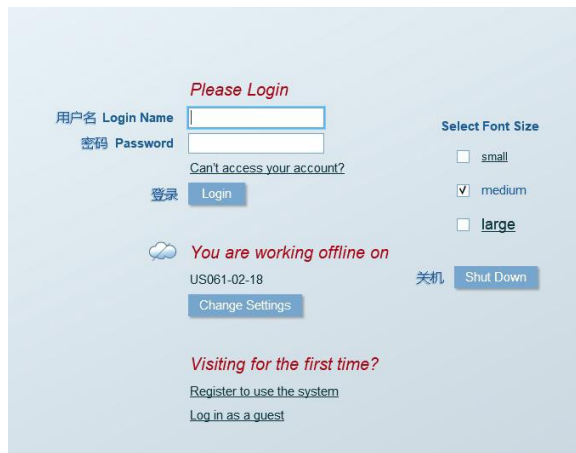 Please Login
用户名 Login Name
密码 Password
Can't access your account?
登录 Login
You are working offline on
US061-02-18
Change Settings
Visiting for the first time?
Register to use the system
Log in as a guest
Select Font Size
small
medium
large
关机 Shut Down